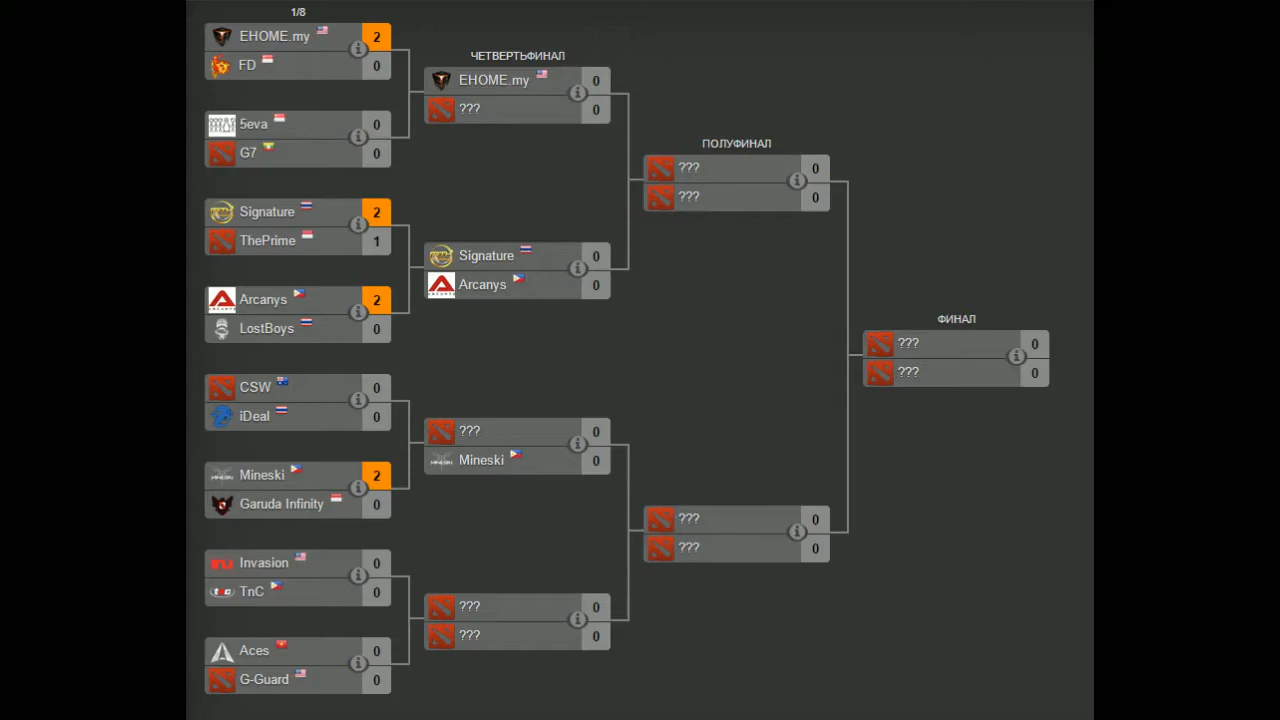 1/8
EHOME.my 2
FD 0
5eva 0
G7 0
Signature 2
ThePrime 1
Arcanys 2
LostBoys 0
CSW 0
iDeal 0
Mineski 2
Garuda Infinity 0
Invasion 0
TnC 0
Aces 0
G-Guard 0
ЧЕТВЕРТЬФИНАЛ
EHOME.my 0
??? 0
Signature 0
Arcanys 0
??? 0
Mineski 0
??? 0
??? 0
ПОЛУФИНАЛ
??? 0
??? 0
??? 0
??? 0
ФИНАЛ
??? 0
??? 0